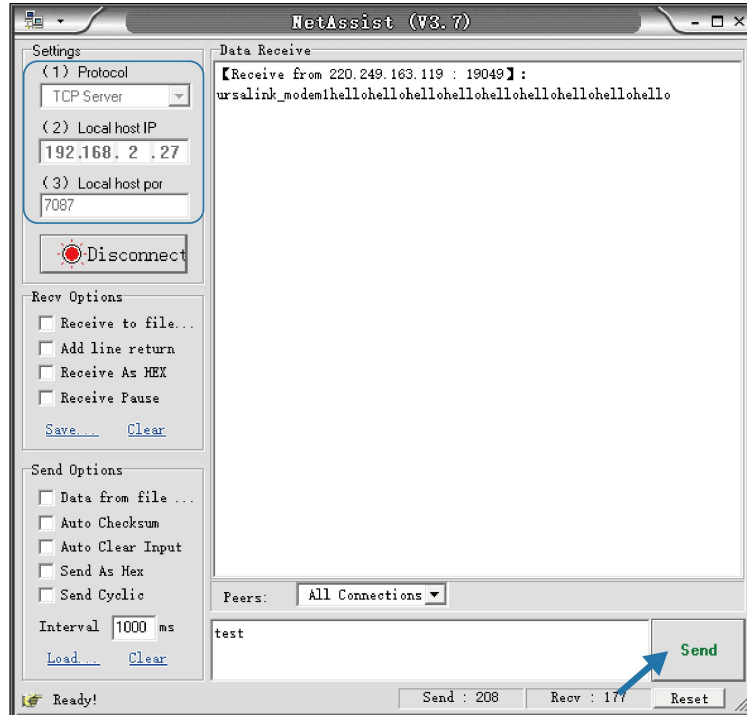 NetAssist (V3.7)
Settings
(1) Protocol
TCP Server
(2) Local host IP
192.168. 2 .27
(3) Local host por
7087
Disconnect
Recv Options
Receive to file...
Add line return
Receive As HEX
Receive Pause
Save... Clear
Send Options
Data from file ...
Auto Checksum
Auto Clear Input
Send As Hex
Send Cyclic
Interval 1000 ms
Load... Clear
Data Receive
【Receive from 220.249.163.119 : 19049】:
ursalink_modem1hellohellohellohellohellohellohellohellohello
Peers: All Connections
test
Send
Ready!
Send : 208
Recv : 177
Reset